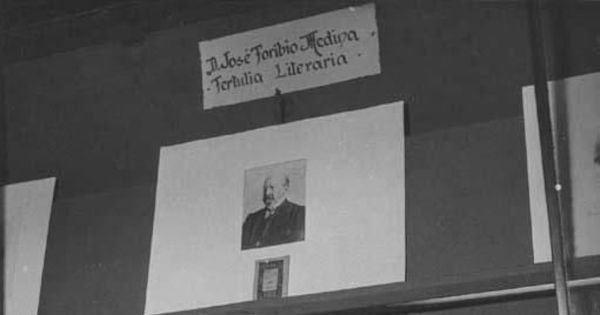 D. José Toribio Medina.
· Tertulia Literaria ·